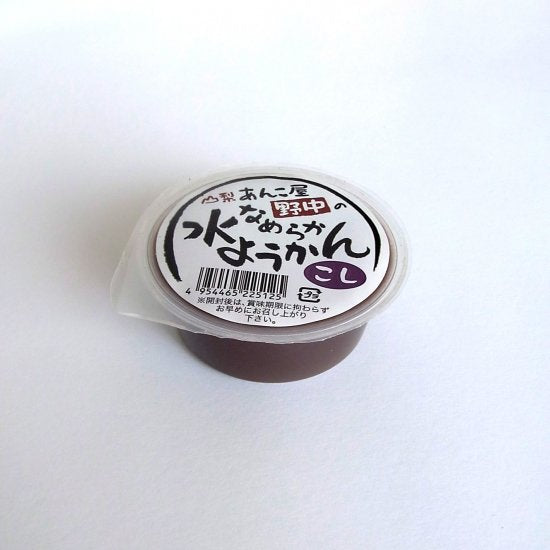 山梨 あんこ屋
野中の
なめらか
水ようかん
こし
4 954465 225125
プラ
※開封後は、賞味期限に拘わらず
お早めにお召し上がり
下さい。